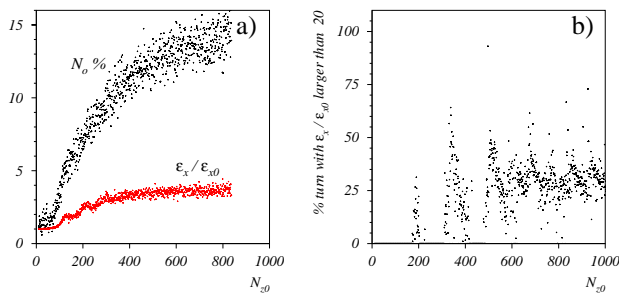 a)
15
10
5
0
N_o %
ε_x / ε_x0
0 200 400 600 800 1000
N_z0
b)
% turn with ε_x / ε_x0 larger than 20
100
75
50
25
0
0 200 400 600 800 1000
N_z0